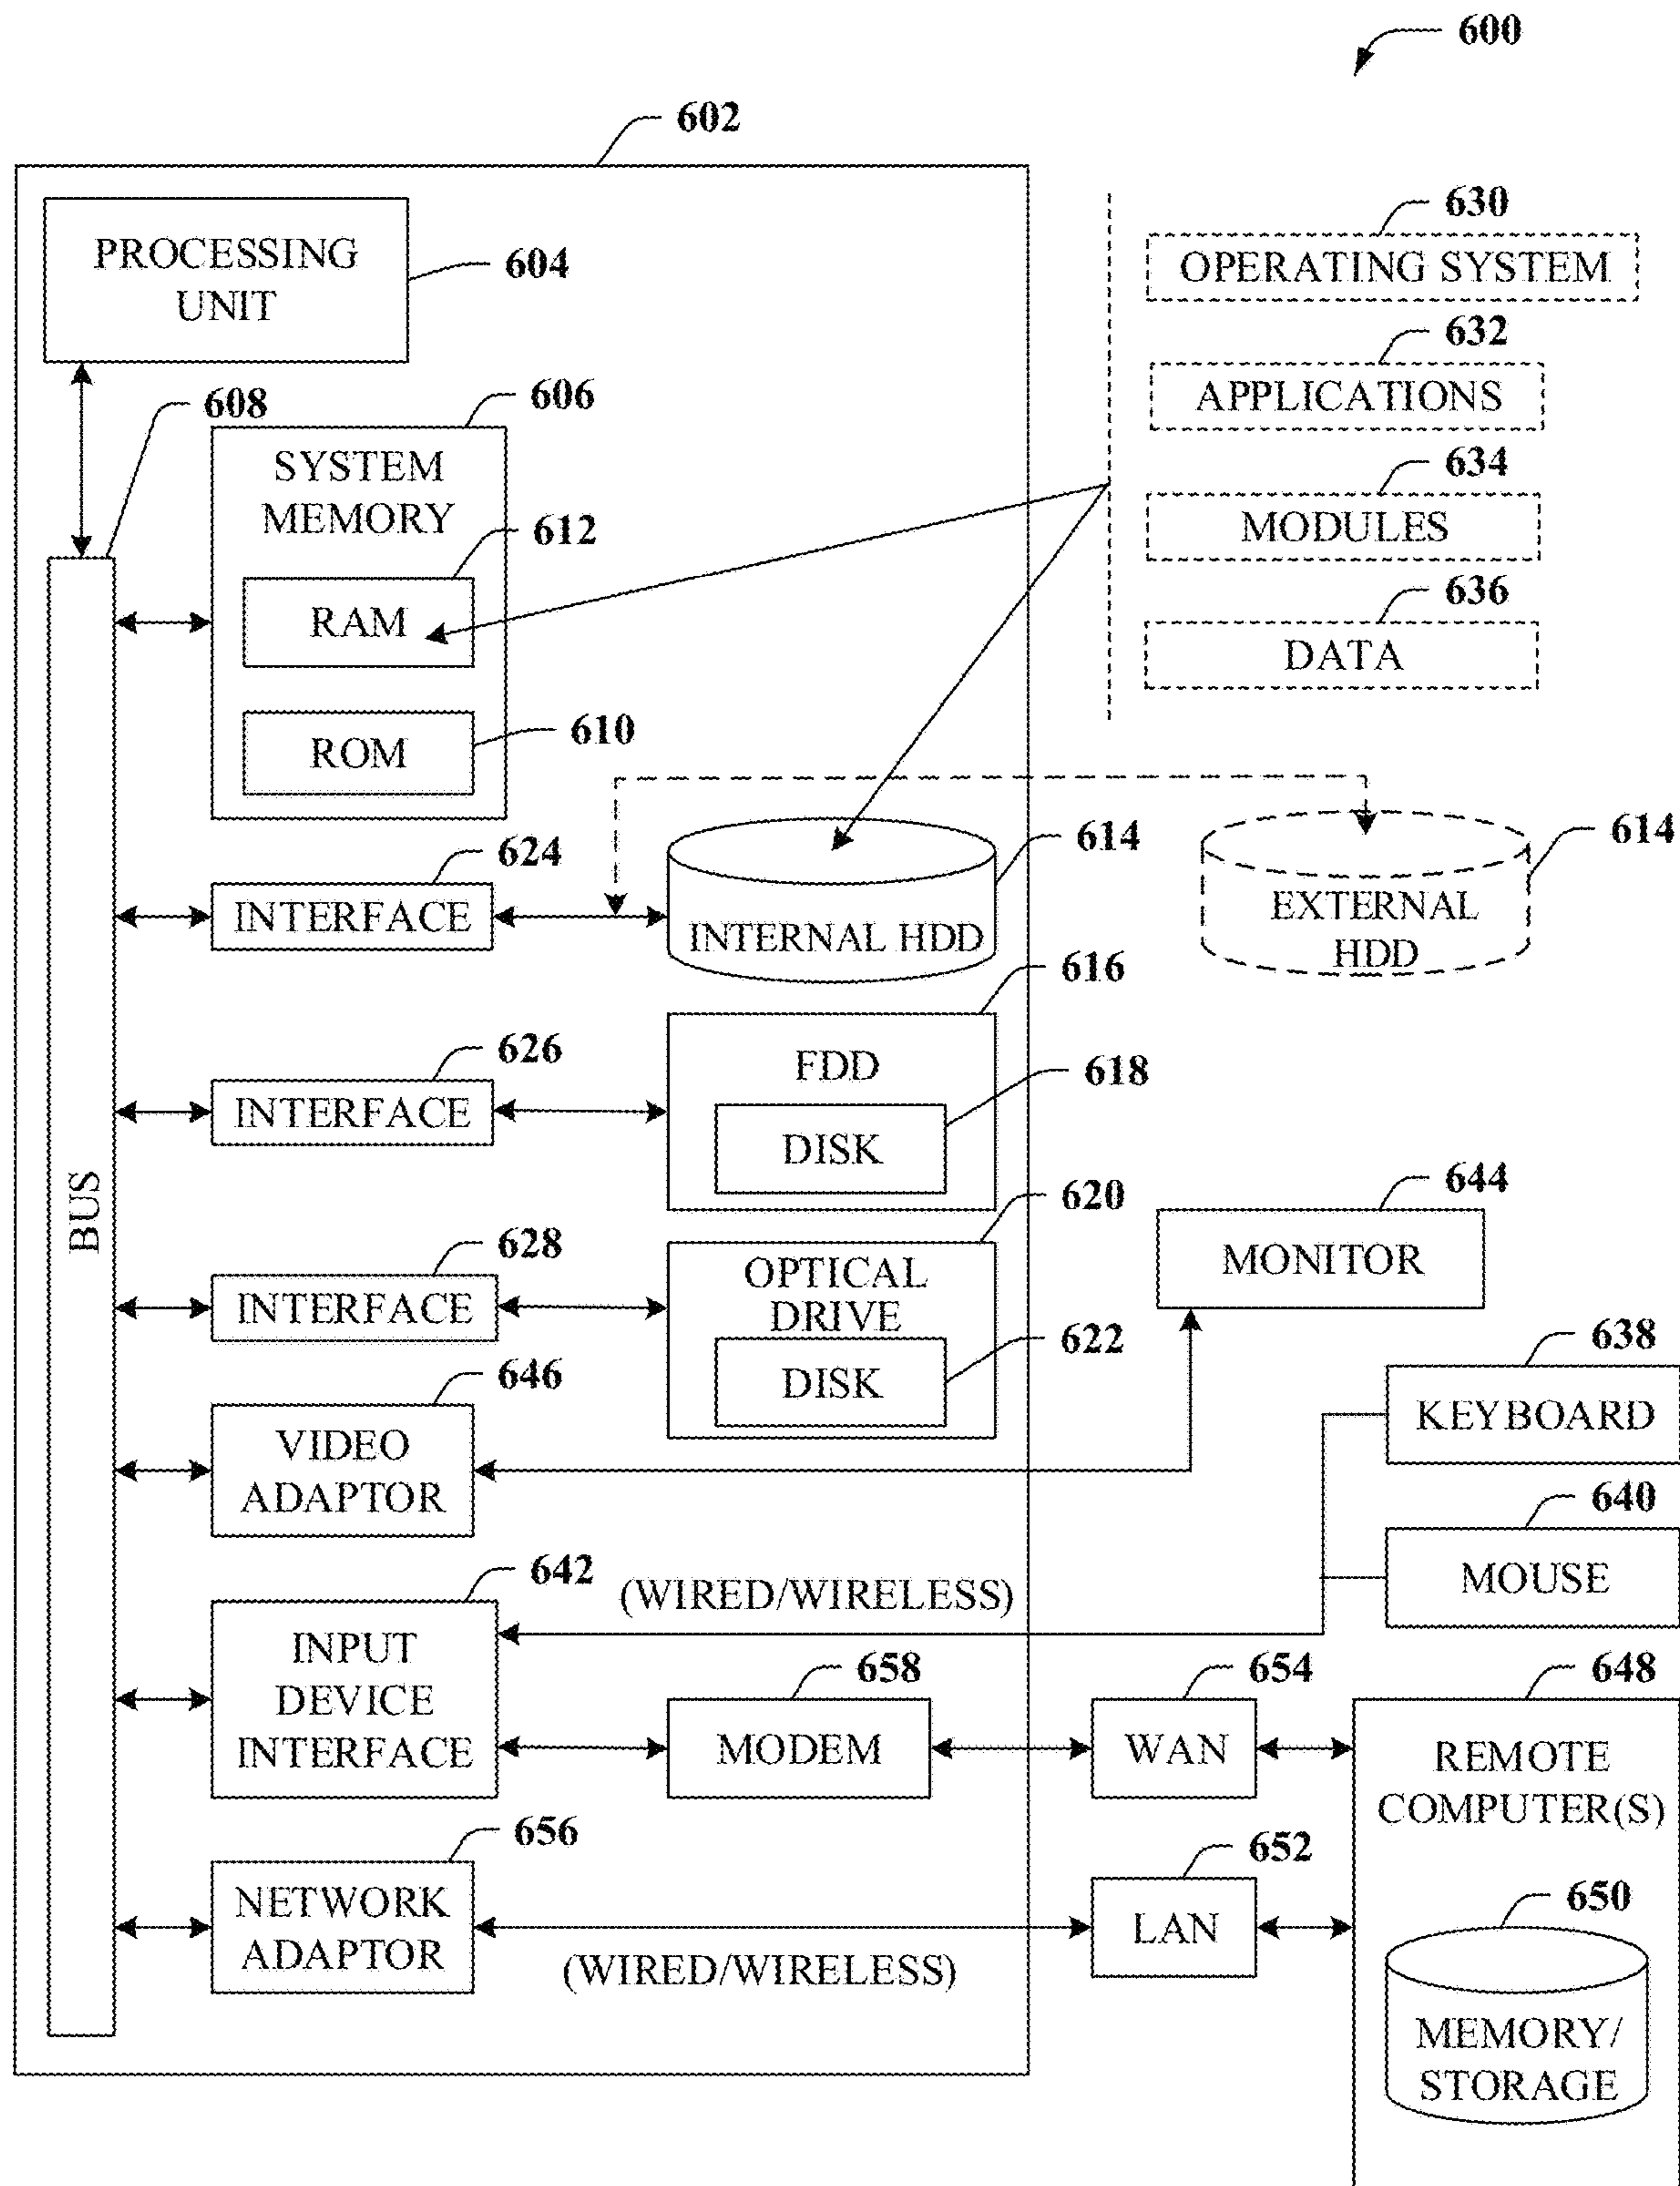 600
602
PROCESSING
UNIT
604
630
OPERATING SYSTEM
632
APPLICATIONS
634
MODULES
636
DATA
608
606
SYSTEM
MEMORY
612
RAM
610
ROM
624
INTERFACE
614
INTERNAL HDD
614
EXTERNAL
HDD
616
626
INTERFACE
FDD
618
DISK
BUS
620
628
INTERFACE
OPTICAL
DRIVE
622
DISK
644
MONITOR
638
KEYBOARD
646
VIDEO
ADAPTOR
640
MOUSE
642
(WIRED/WIRELESS)
INPUT
DEVICE
INTERFACE
658
MODEM
654
WAN
648
REMOTE
COMPUTER(S)
656
NETWORK
ADAPTOR
(WIRED/WIRELESS)
652
LAN
650
MEMORY/
STORAGE